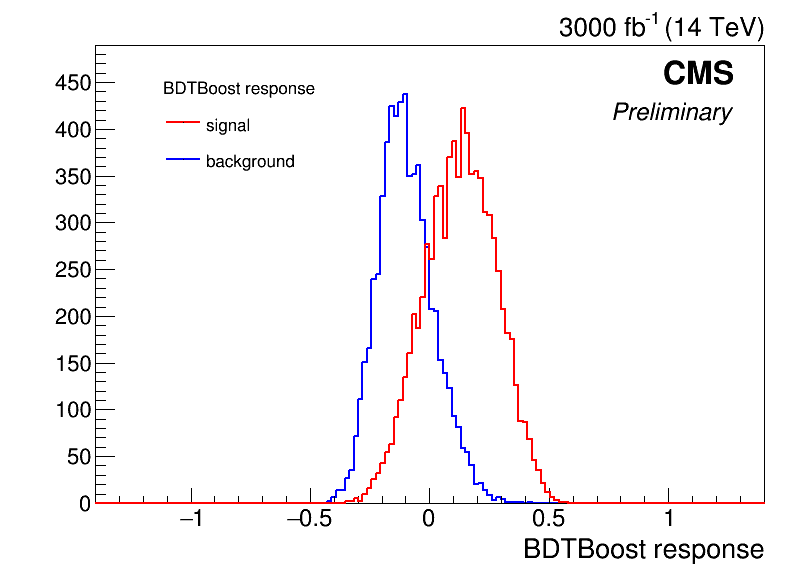 3000 fb-1 (14 TeV)
CMS
Preliminary
BDTBoost response
signal
background
450
400
350
300
250
200
150
100
50
0
−1
−0.5
0
0.5
1
BDTBoost response